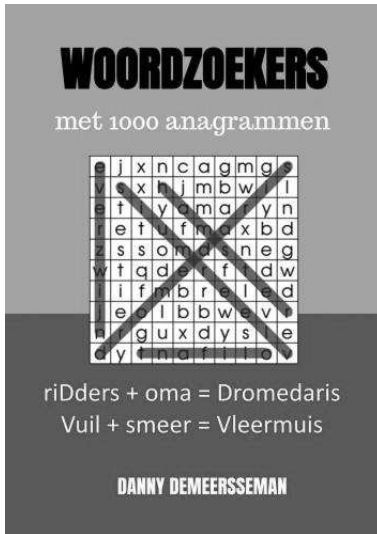 WOORDZOEKERS
met 1000 anagrammen
e j x n c a g m g s
v s x h j m b w i l
e t i y a m a r y n
r e t u f m a x b d
z s s o m d s n e g
w t q d e r f t d w
i i f m b r e l e d
j e o l b b w e v r
n r g u x d y s l e
d y t n a f i l o v
riDders + oma = Dromedaris
Vuil + smeer = Vleermuis
DANNY DEMEERSSEMAN